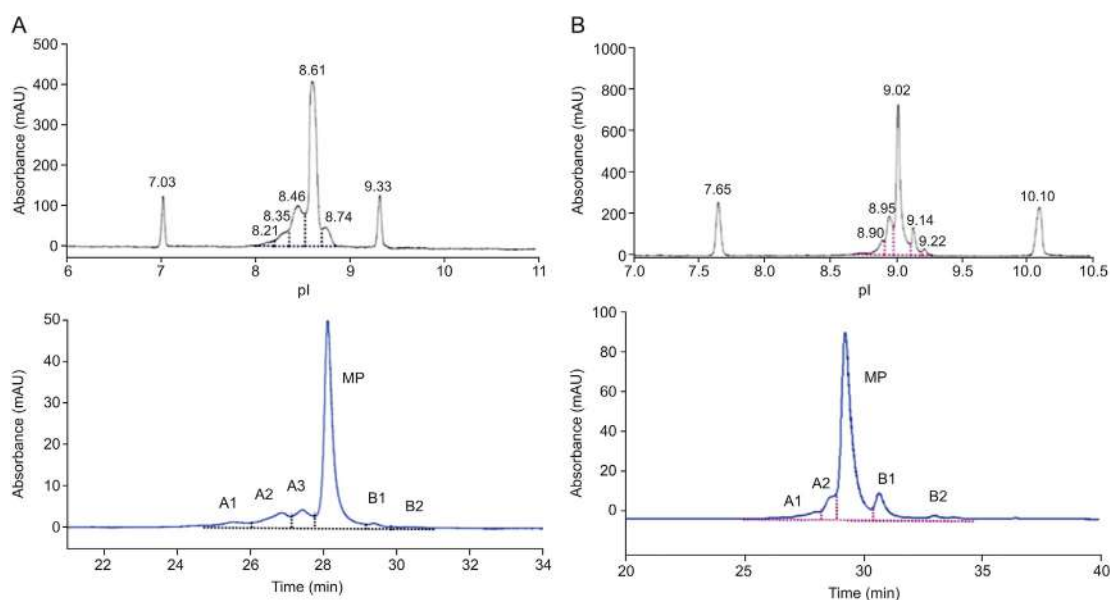 A
Absorbance (mAU)
500
400
300
200
100
0
7.03
8.21
8.35
8.46
8.61
8.74
9.33
6 7 8 9 10 11
pI
B
Absorbance (mAU)
1000
800
600
400
200
0
7.65
8.90
8.95
9.02
9.14
9.22
10.10
7.0 7.5 8.0 8.5 9.0 9.5 10.0 10.5
pI
Absorbance (mAU)
50
40
30
20
10
0
A1 A2 A3 MP B1 B2
22 24 26 28 30 32 34
Time (min)
Absorbance (mAU)
100
80
60
40
20
0
A1 A2 MP B1 B2
20 25 30 35 40
Time (min)